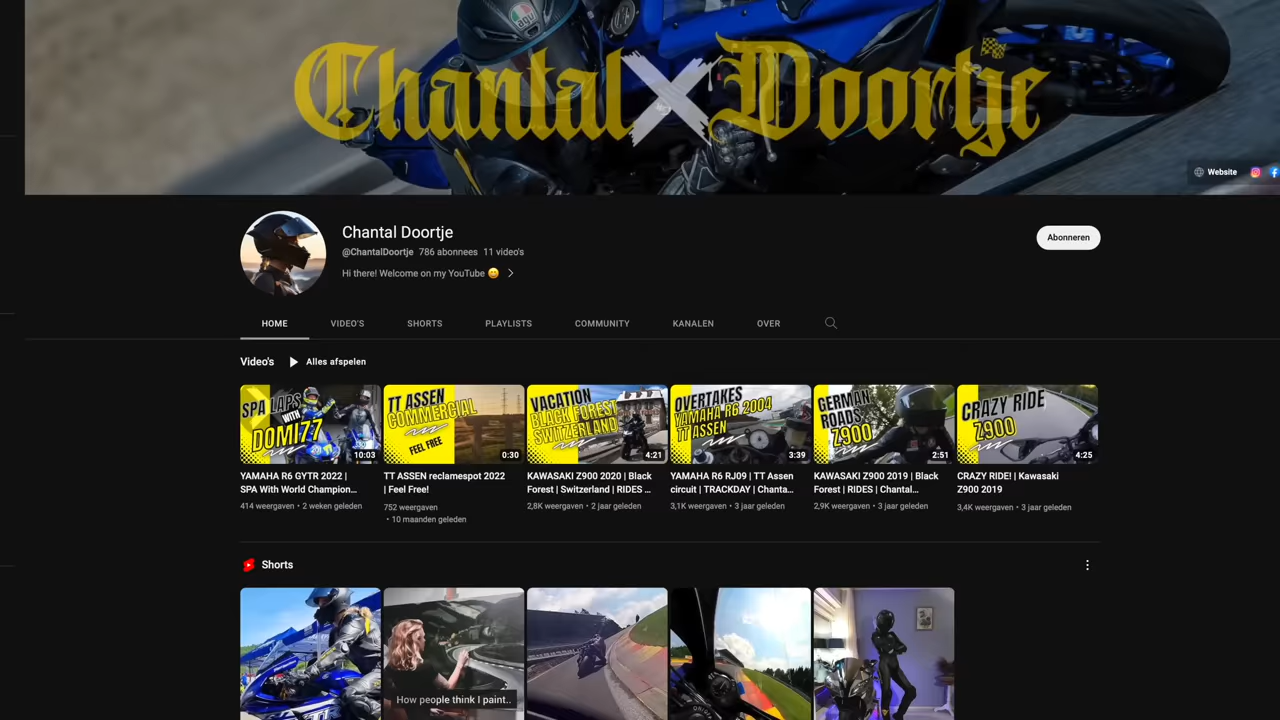 Chantal X Doortje
Website
Chantal Doortje
@ChantalDoortje 786 abonnees 11 video's
Hi there! Welcome on my YouTube 😄
Abonneren
HOME VIDEO'S SHORTS PLAYLISTS COMMUNITY KANALEN OVER
Video's Alles afspelen
SPA LAPS
WITH
DOMI77
10:03
TT ASSEN
COMMERCIAL
FEEL FREE
0:30
VACATION
BLACK FOREST
SWITZERLAND
4:21
OVERTAKES
YAMAHA R6 2004
TT ASSEN
3:39
GERMAN
ROADS
Z900
2:51
CRAZY RIDE
Z900
4:25
YAMAHA R6 GYTR 2022 |
SPA With World Champion...
414 weergaven • 2 weken geleden
TT ASSEN reclamespot 2022
| Feel Free!
752 weergaven
• 10 maanden geleden
KAWASAKI Z900 2020 | Black
Forest | Switzerland | RIDES ...
2,8K weergaven • 2 jaar geleden
YAMAHA R6 RJ09 | TT Assen
circuit | TRACKDAY | Chanta...
3,1K weergaven • 3 jaar geleden
KAWASAKI Z900 2019 | Black
Forest | RIDES | Chantal...
2,9K weergaven • 3 jaar geleden
CRAZY RIDE! | Kawasaki
Z900 2019
3,4K weergaven • 3 jaar geleden
Shorts
How people think I paint..